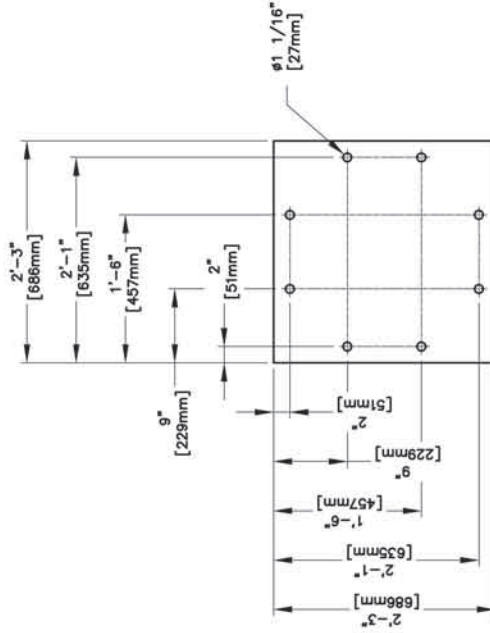 2'-3"
[686mm]
2'-1"
[635mm]
1'-6"
[457mm]
9"
[229mm]
2"
[51mm]
ø1 1/16"
[27mm]
2"
[51mm]
9"
[229mm]
1'-6"
[457mm]
2'-1"
[635mm]
2'-3"
[686mm]